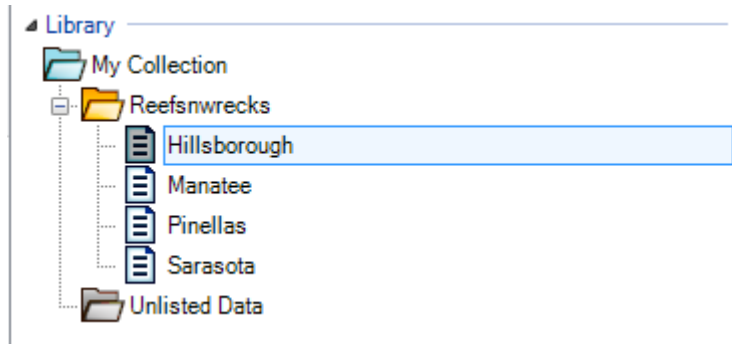 Library
My Collection
Reefsnwrecks
Hillsborough
Manatee
Pinellas
Sarasota
Unlisted Data